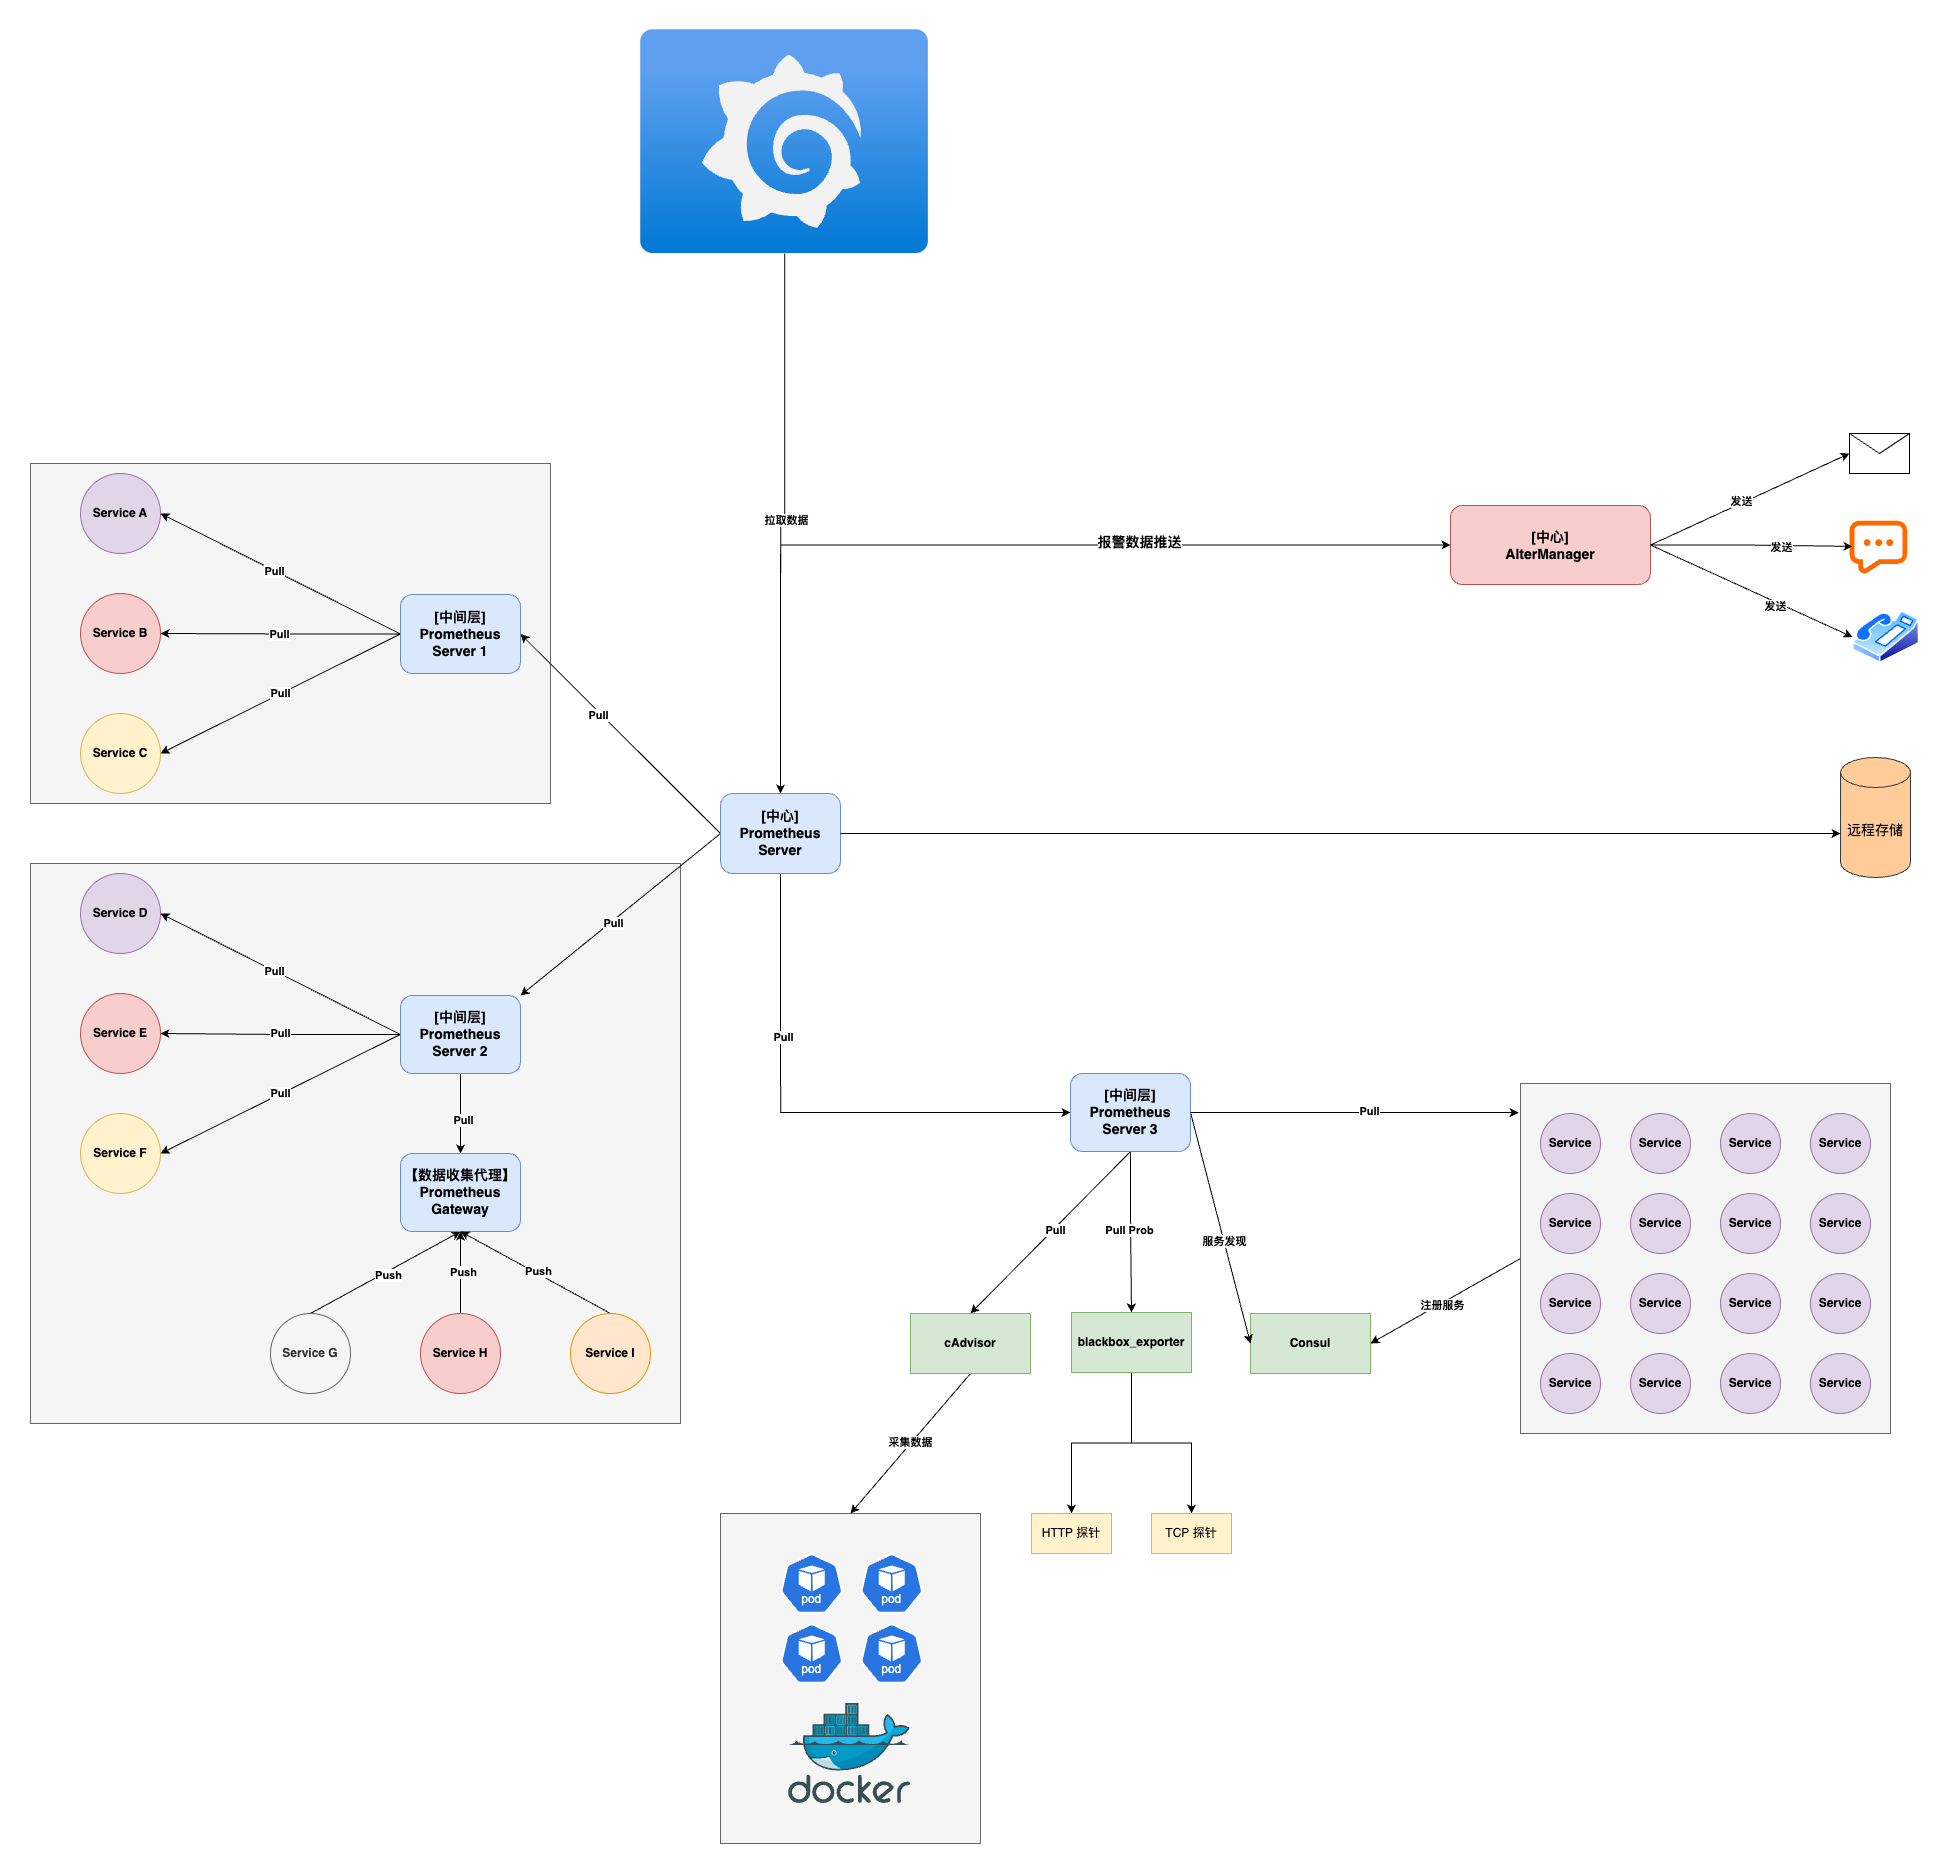 拉取数据
报警数据推送
[中心]
AlterManager
发送
发送
发送
Service A
Service B
Service C
Pull
Pull
Pull
[中间层]
Prometheus
Server 1
Pull
[中心]
Prometheus
Server
远程存储
Pull
Service D
Service E
Service F
Pull
Pull
Pull
[中间层]
Prometheus
Server 2
Pull
【数据收集代理】
Prometheus
Gateway
Push
Push
Push
Service G
Service H
Service I
Pull
[中间层]
Prometheus
Server 3
Pull
Pull
Pull Prob
服务发现
注册服务
cAdvisor
blackbox_exporter
Consul
Service Service Service Service
Service Service Service Service
Service Service Service Service
Service Service Service Service
采集数据
HTTP 探针
TCP 探针
pod pod
pod pod
docker